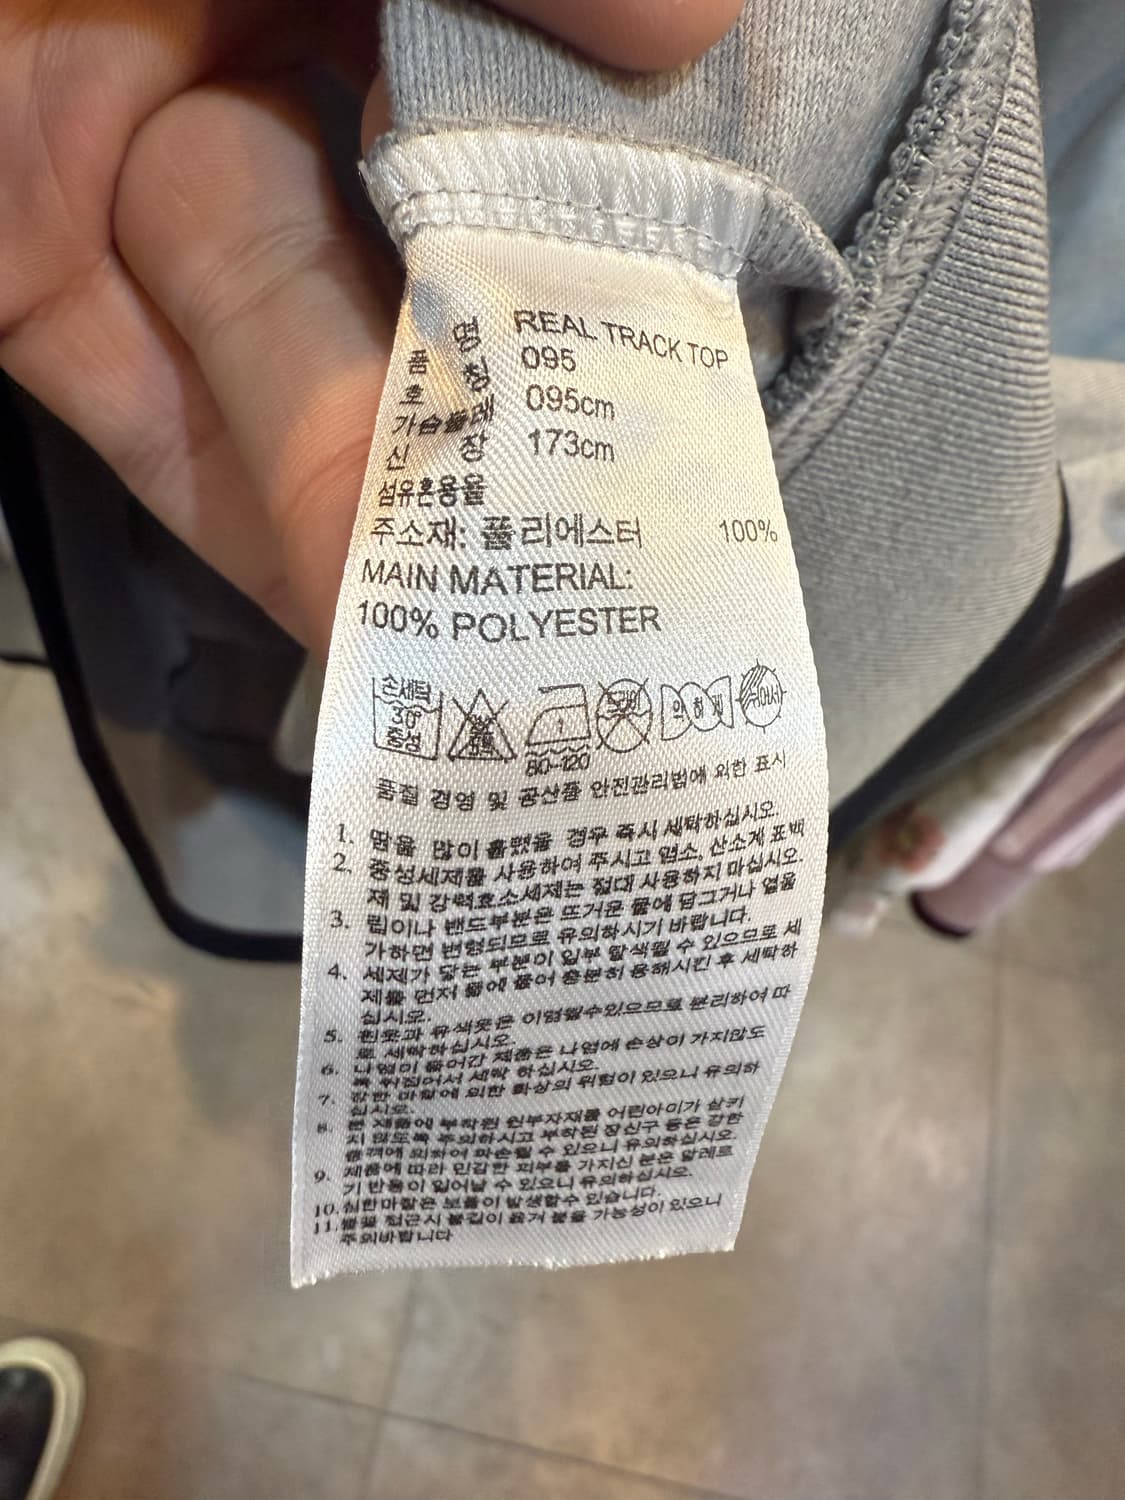 품 명 REAL TRACK TOP
호 칭 095
가슴둘레 095cm
신 장 173cm
섬유혼용율
주소재: 폴리에스터 100%
MAIN MATERIAL:
100% POLYESTER
손세탁 약하게
30° 중성
80~120
품질 경영 및 공산품 안전관리법에 의한 표시
1. 땀을 많이 흘렸을 경우 즉시 세탁하십시오.
2. 중성세제를 사용하여 주시고 염소, 산소계 표백
제 및 강력효소세제는 절대 사용하지 마십시오.
3. 립이나 밴드부분은 뜨거운 물에 담그거나 열을
가하면 변형되므로 유의하시기 바랍니다.
4. 세제가 닿는 부분이 일부 탈색될 수 있으므로 세
제를 먼저 물에 풀어 충분히 용해시킨 후 세탁하
십시오.
5. 흰옷과 유색옷은 이염될수있으므로 분리하여 따
로 세탁하십시오.
6. 나염이 들어간 제품은 나염에 손상이 가지않도
록 뒤집어서 세탁 하십시오.
7. 강한 마찰에 의한 화상의 위험이 있으니 유의하
십시오.
8. 본 제품에 부착된 인부자재를 어린아이가 삼키
지 않도록 주의하시고 부착된 장신구 등은 강한
충격에 의하여 파손될 수 있으니 유의하십시오.
9. 제품에 따라 민감한 피부를 가지신 분은 알레르
기 반응이 일어날 수 있으니 유의하십시오.
10. 심한마찰은 보풀이 발생할수 있습니다.
11. 불꽃 접근시 불길이 옮겨 붙을 가능성이 있으니
주의바랍니다